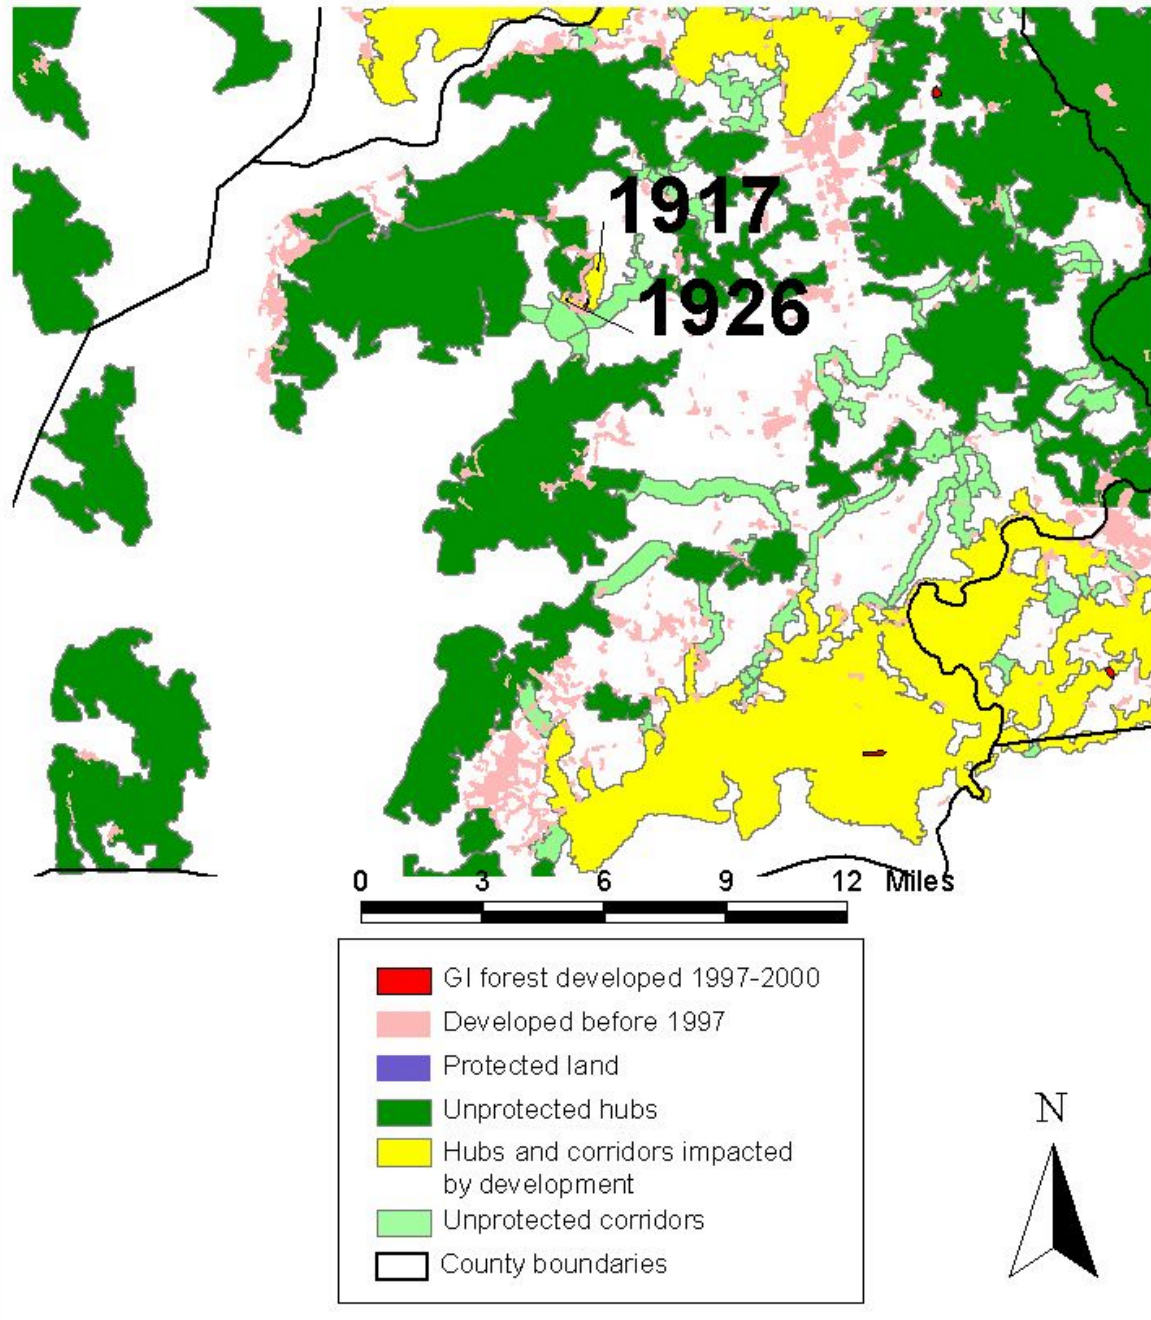 1917
1926
0 3 6 9 12 Miles
GI forest developed 1997-2000
Developed before 1997
Protected land
Unprotected hubs
Hubs and corridors impacted
by development
Unprotected corridors
County boundaries
N